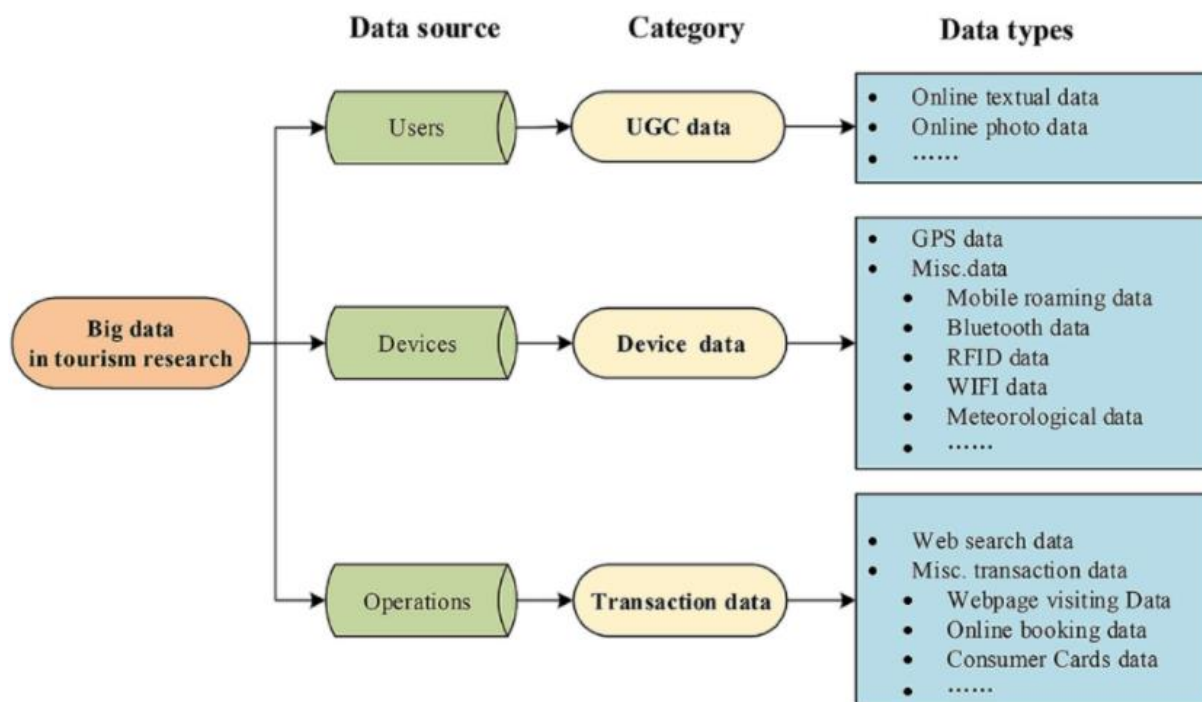 Data source
Category
Data types
Users
UGC data
• Online textual data
• Online photo data
• ……
Big data
in tourism research
Devices
Device data
• GPS data
• Misc.data
• Mobile roaming data
• Bluetooth data
• RFID data
• WIFI data
• Meteorological data
• ……
Operations
Transaction data
• Web search data
• Misc. transaction data
• Webpage visiting Data
• Online booking data
• Consumer Cards data
• ……